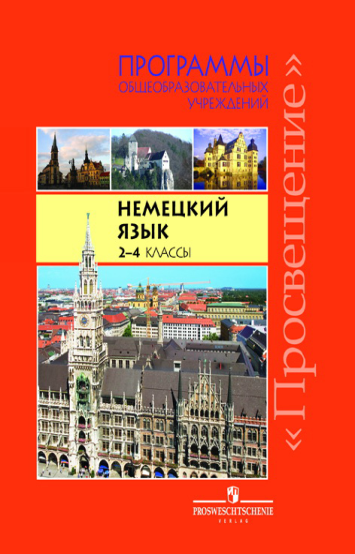 ПРОГРАММЫ
ОБЩЕОБРАЗОВАТЕЛЬНЫХ
УЧРЕЖДЕНИЙ
«Просвещение»
НЕМЕЦКИЙ
ЯЗЫК
2–4 КЛАССЫ
PROSWESCHTSCHENIE
VERLAG